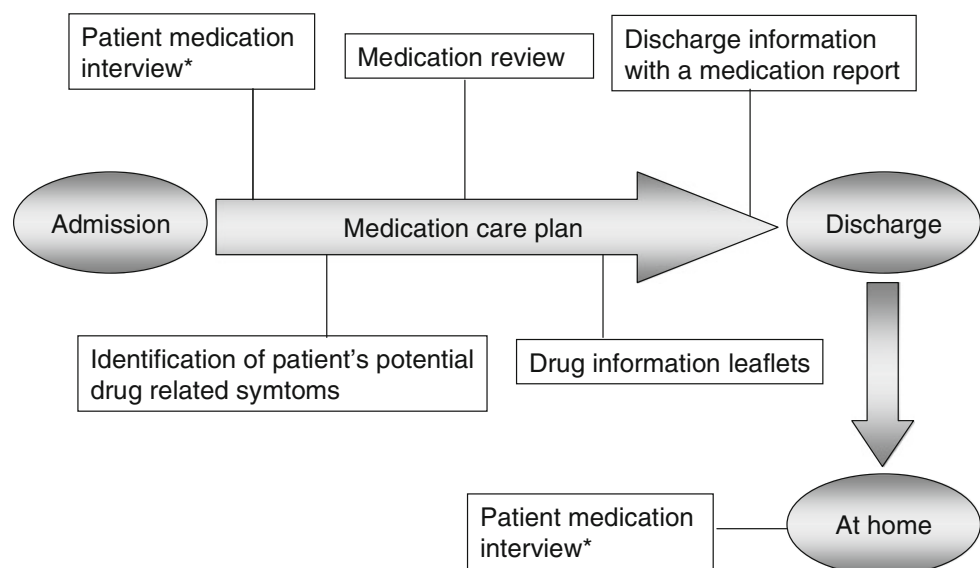 Patient medication
interview*
Medication review
Discharge information
with a medication report
Admission
Medication care plan
Discharge
Identification of patient’s potential
drug related symtoms
Drug information leaflets
Patient medication
interview*
At home